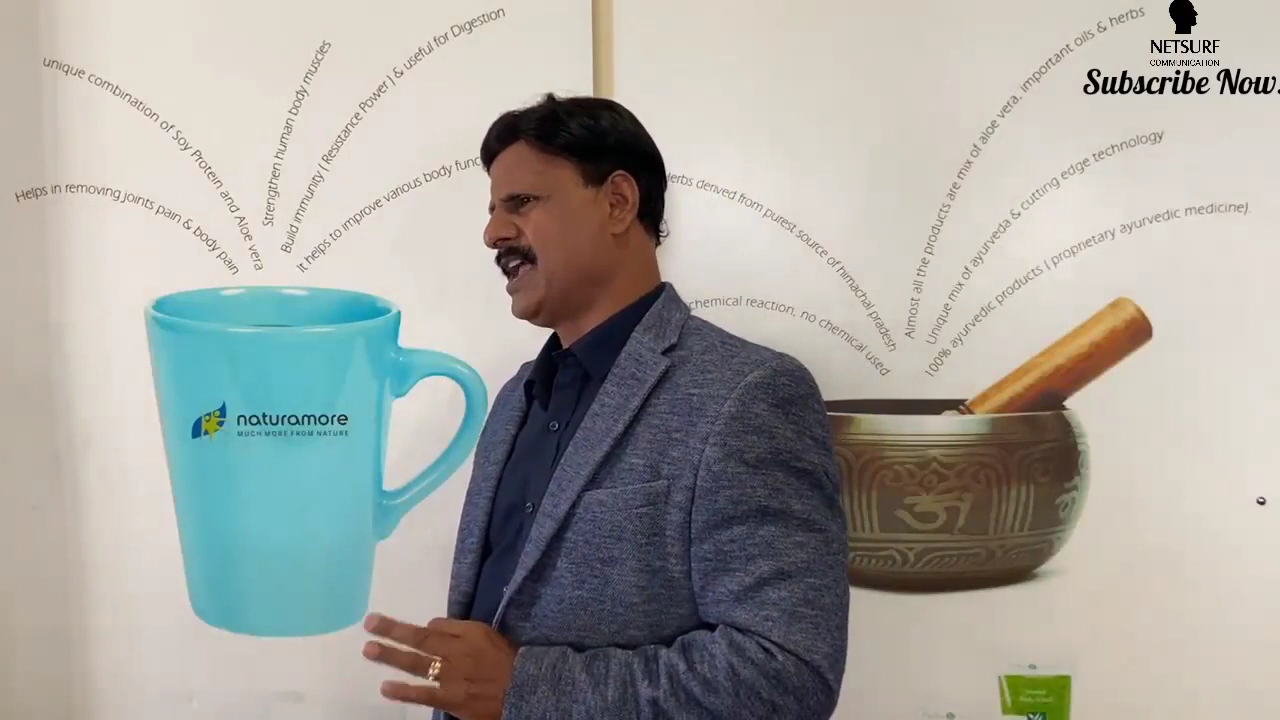 unique combination of Soy Protein and Aloe vera
Helps in removing joints pain & body pain
Strengthen human body muscles
Build immunity ( Resistance Power ) & useful for Digestion
It helps to improve various body
naturamore
MUCH MORE FROM NATURE
derived from purest source of himachal pradesh
chemical reaction, no chemical used
Almost all the products are mix of aloe vera, important oils & herbs
Unique mix of ayurveda & cutting edge technology
100% ayurvedic products ( proprietary ayurvedic medicine).
NETSURF
COMMUNICATION
Subscribe Now.